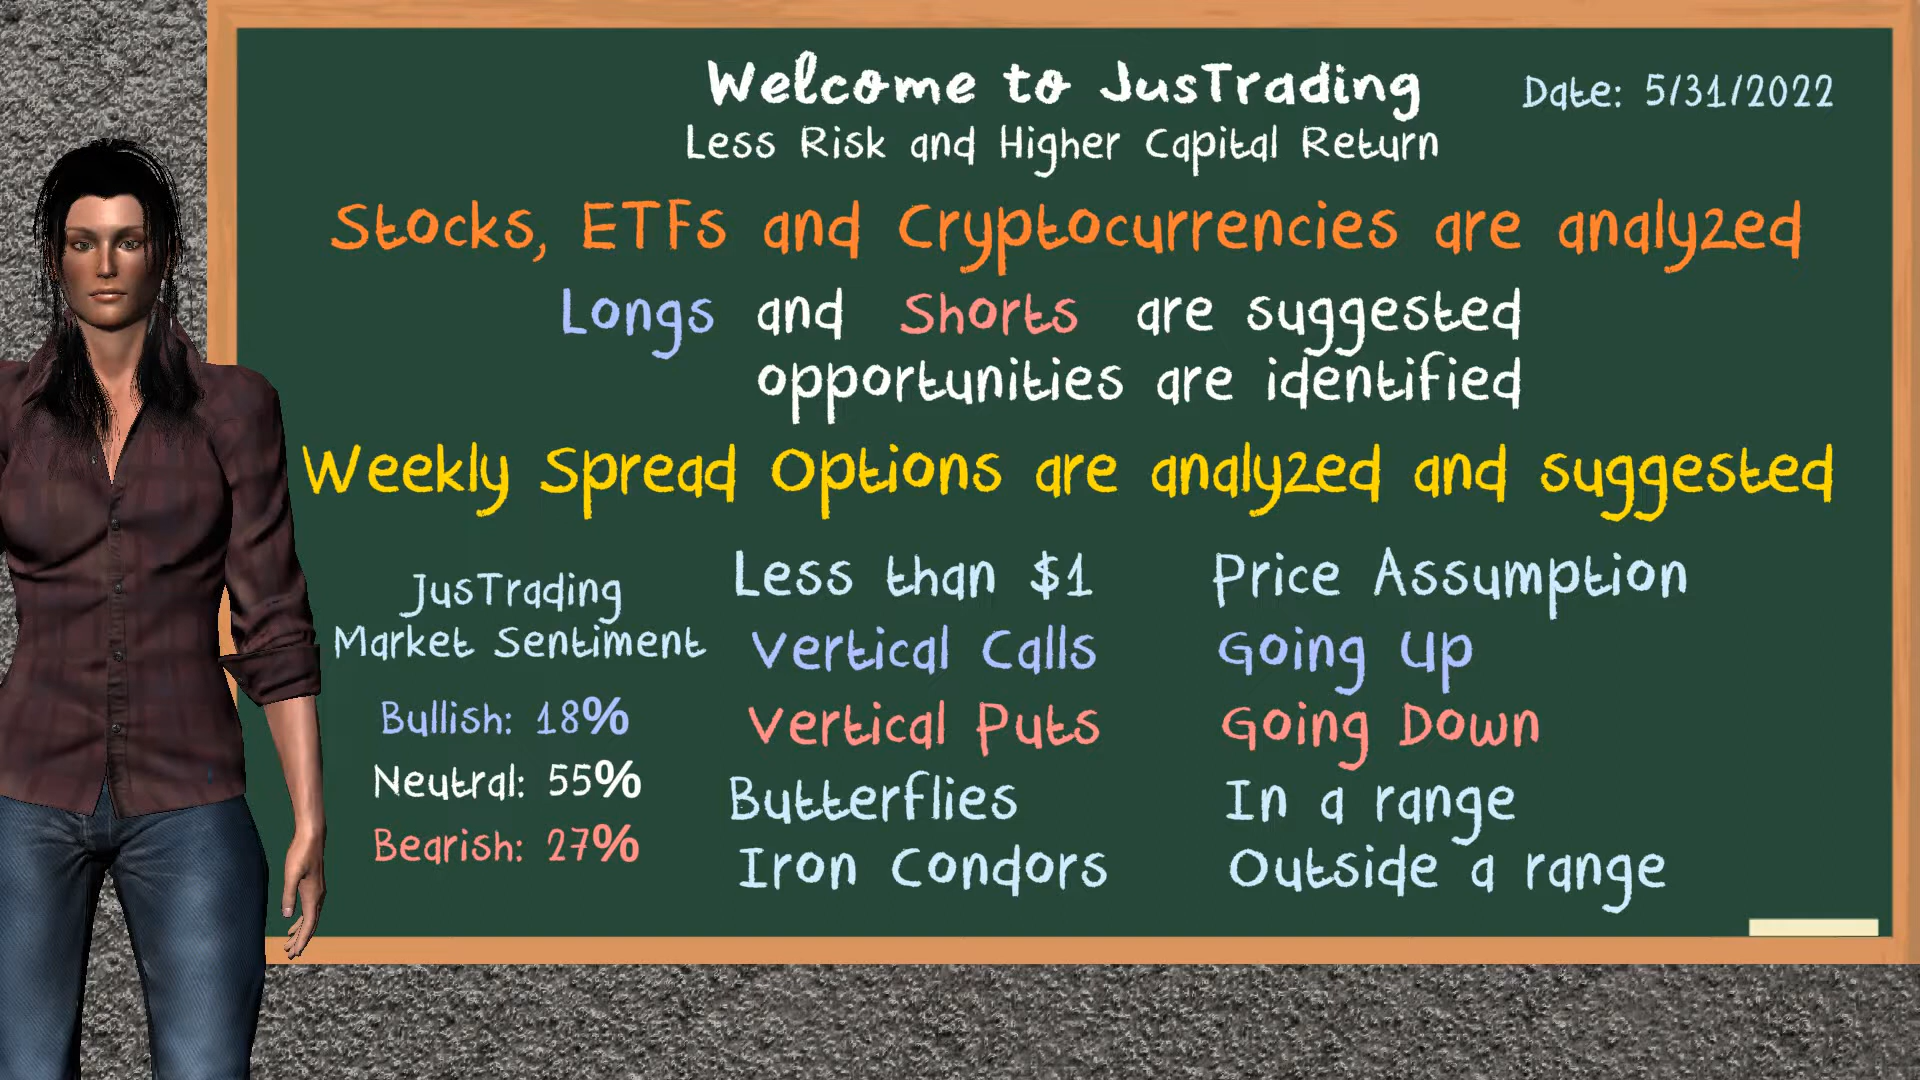 Welcome to JusTrading
Date: 5/31/2022
Less Risk and Higher Capital Return
Stocks, ETFs and Cryptocurrencies are analyzed
Longs and Shorts are suggested
opportunities are identified
Weekly Spread Options are analyzed and suggested
JusTrading
Market Sentiment
Bullish: 18%
Neutral: 55%
Bearish: 27%
Less than $1 Price Assumption
Vertical Calls Going Up
Vertical Puts Going Down
Butterflies In a range
Iron Condors Outside a range